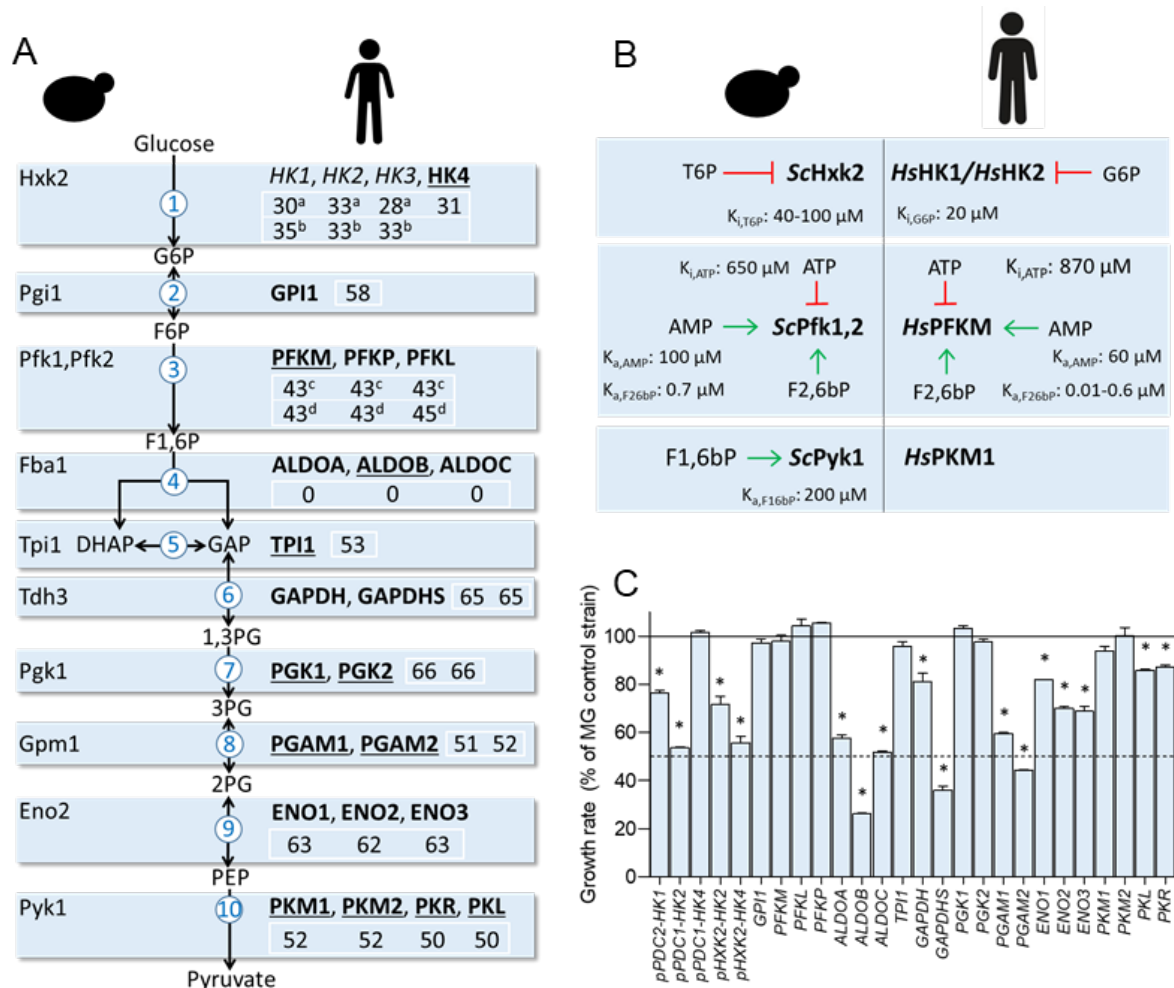 A
Glucose
Hxk2
HK1, HK2, HK3, HK4
30ᵃ 33ᵃ 28ᵃ 31
35ᵇ 33ᵇ 33ᵇ
1
G6P
Pgi1
2
GPI1 58
F6P
Pfk1,Pfk2
3
PFKM, PFKP, PFKL
43ᶜ 43ᶜ 43ᶜ
43ᵈ 43ᵈ 45ᵈ
F1,6P
Fba1
4
ALDOA, ALDOB, ALDOC
0 0 0
Tpi1 DHAP 5 GAP TPI1 53
Tdh3
6
GAPDH, GAPDHS 65 65
1,3PG
Pgk1
7
PGK1, PGK2 66 66
3PG
Gpm1
8
PGAM1, PGAM2 51 52
2PG
Eno2
9
ENO1, ENO2, ENO3
63 62 63
PEP
Pyk1
10
PKM1, PKM2, PKR, PKL
52 52 50 50
Pyruvate
B
T6P ScHxk2 HsHK1/HsHK2 G6P
Ki,T6P: 40-100 µM Ki,G6P: 20 µM
Ki,ATP: 650 µM ATP ATP Ki,ATP: 870 µM
AMP ScPfk1,2 HsPFKM AMP
Ka,AMP: 100 µM Ka,AMP: 60 µM
Ka,F26bP: 0.7 µM F2,6bP F2,6bP Ka,F26bP: 0.01-0.6 µM
F1,6bP ScPyk1 HsPKM1
Ka,F16bP: 200 µM
C
Growth rate (% of MG control strain)
100
80
60
40
20
0
* * * * * * * * * * * * * * * *
pPDC2-HK1
pPDC1-HK2
pPDC1-HK4
pHXK2-HK2
pHXK2-HK4
GPI1
PFKM
PFKL
PFKP
ALDOA
ALDOB
ALDOC
TPI1
GAPDH
GAPDHS
PGK1
PGK2
PGAM1
PGAM2
ENO1
ENO2
ENO3
PKM1
PKM2
PKL
PKR